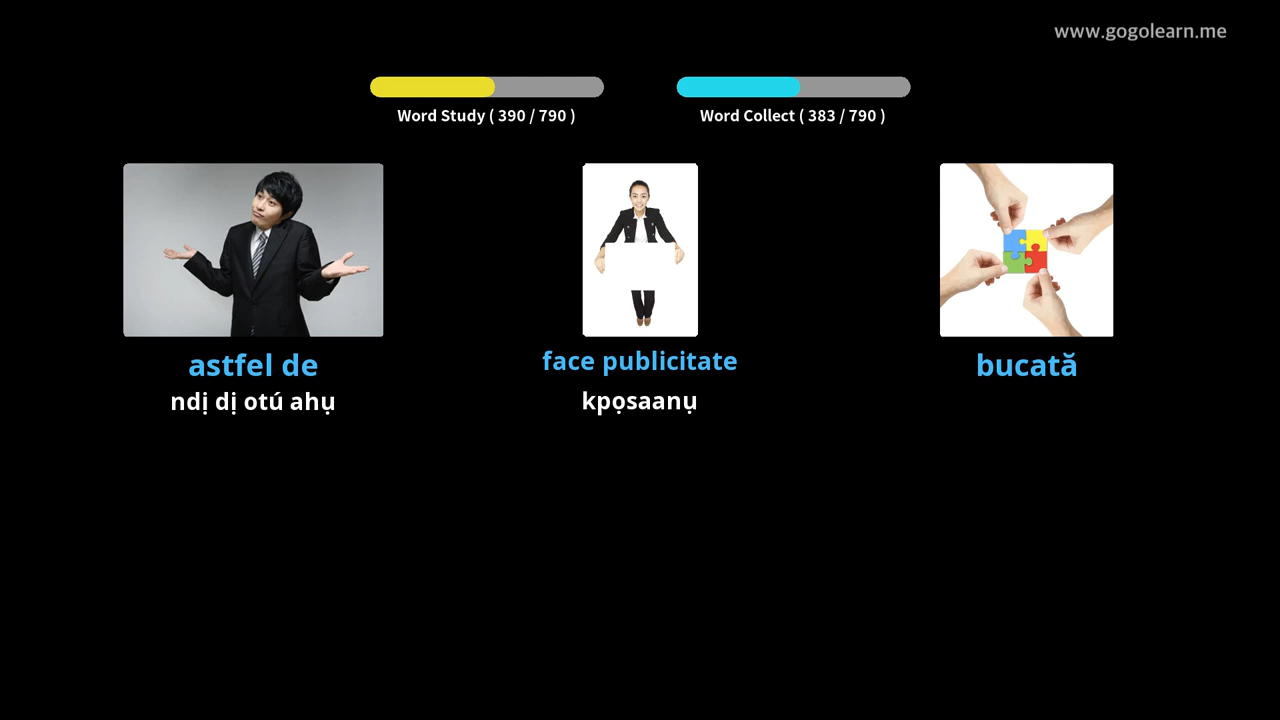 www.gogolearn.me
Word Study ( 390 / 790 )
Word Collect ( 383 / 790 )
astfel de
ndị dị otú ahụ
face publicitate
kpọsaanụ
bucată